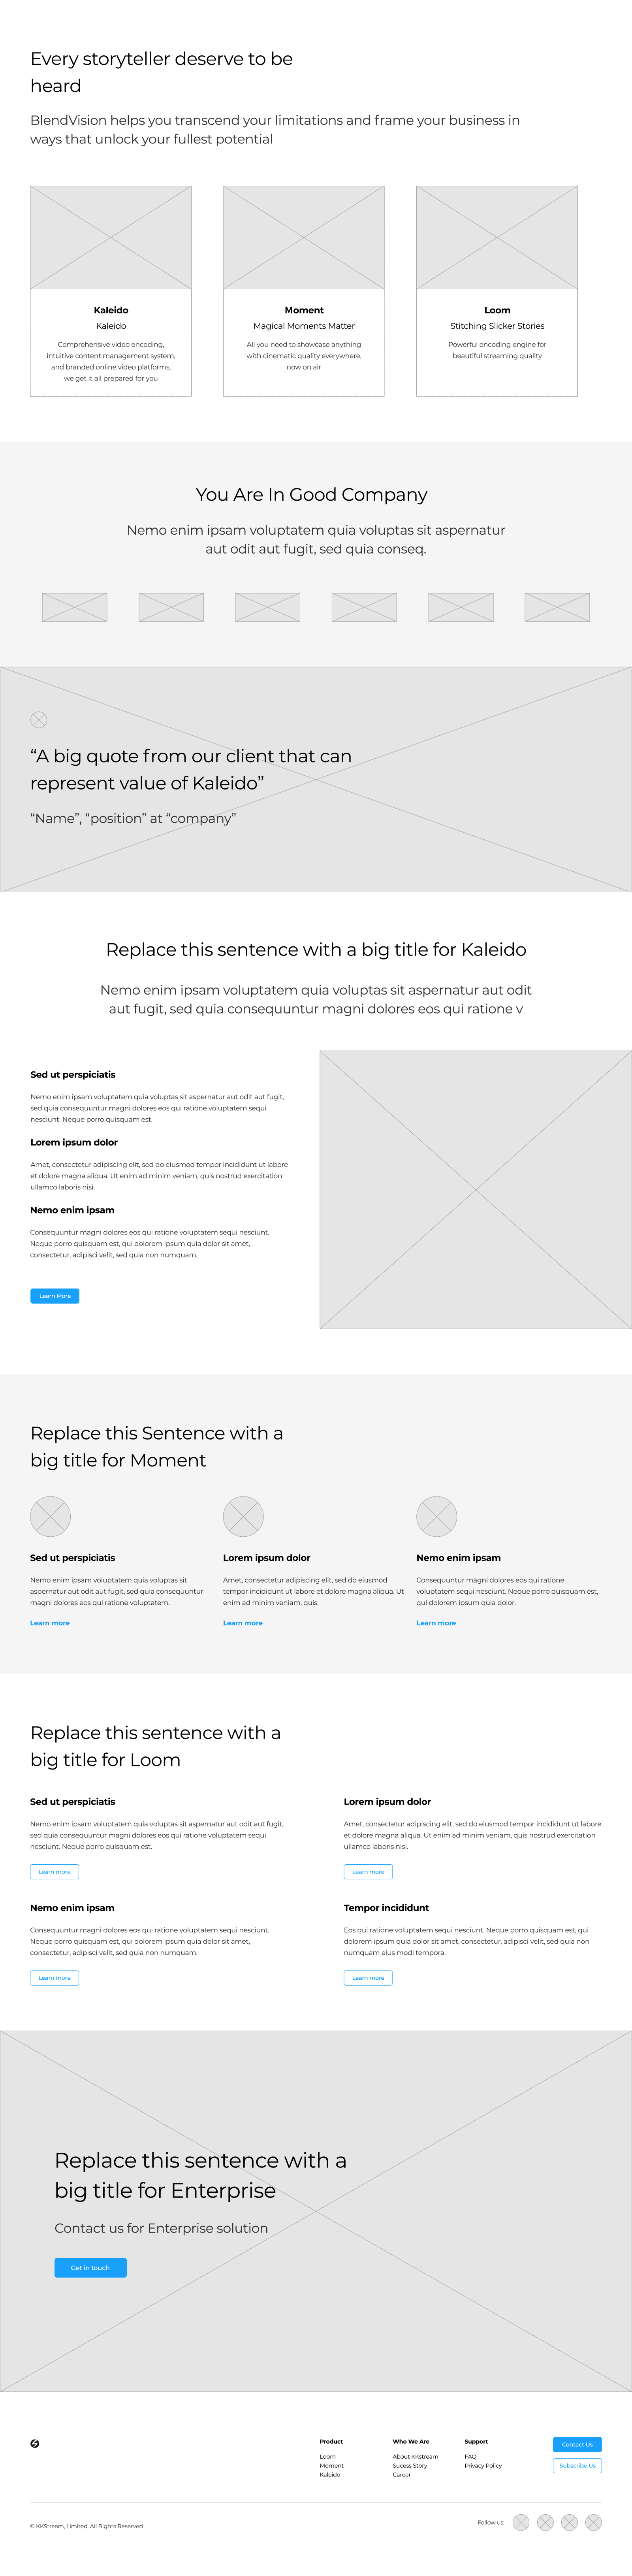 Every storyteller deserve to be
heard
BlendVision helps you transcend your limitations and frame your business in
ways that unlock your fullest potential
Kaleido
Kaleido
Comprehensive video encoding,
intuitive content management system,
and branded online video platforms,
we get it all prepared for you
Moment
Magical Moments Matter
All you need to showcase anything
with cinematic quality everywhere,
now on air
Loom
Stitching Slicker Stories
Powerful encoding engine for
beautiful streaming quality
You Are In Good Company
Nemo enim ipsam voluptatem quia voluptas sit aspernatur
aut odit aut fugit, sed quia conseq.
“A big quote from our client that can
represent value of Kaleido”
“Name”, “position” at “company”
Replace this sentence with a big title for Kaleido
Nemo enim ipsam voluptatem quia voluptas sit aspernatur aut odit
aut fugit, sed quia consequuntur magni dolores eos qui ratione v
Sed ut perspiciatis
Nemo enim ipsam voluptatem quia voluptas sit aspernatur aut odit aut fugit,
sed quia consequuntur magni dolores eos qui ratione voluptatem sequi
nesciunt. Neque porro quisquam est.
Lorem ipsum dolor
Amet, consectetur adipiscing elit, sed do eiusmod tempor incididunt ut labore
et dolore magna aliqua. Ut enim ad minim veniam, quis nostrud exercitation
ullamco laboris nisi.
Nemo enim ipsam
Consequuntur magni dolores eos qui ratione voluptatem sequi nesciunt.
Neque porro quisquam est, qui dolorem ipsum quia dolor sit amet,
consectetur, adipisci velit, sed quia non numquam.
Learn More
Replace this Sentence with a
big title for Moment
Sed ut perspiciatis
Nemo enim ipsam voluptatem quia voluptas sit
aspernatur aut odit aut fugit, sed quia consequuntur
magni dolores eos qui ratione voluptatem.
Learn more
Lorem ipsum dolor
Amet, consectetur adipiscing elit, sed do eiusmod
tempor incididunt ut labore et dolore magna aliqua. Ut
enim ad minim veniam, quis.
Learn more
Nemo enim ipsam
Consequuntur magni dolores eos qui ratione
voluptatem sequi nesciunt. Neque porro quisquam est,
qui dolorem ipsum quia dolor.
Learn more
Replace this sentence with a
big title for Loom
Sed ut perspiciatis
Nemo enim ipsam voluptatem quia voluptas sit aspernatur aut odit aut fugit,
sed quia consequuntur magni dolores eos qui ratione voluptatem sequi
nesciunt. Neque porro quisquam est.
Learn more
Lorem ipsum dolor
Amet, consectetur adipiscing elit, sed do eiusmod tempor incididunt ut labore
et dolore magna aliqua. Ut enim ad minim veniam, quis nostrud exercitation
ullamco laboris nisi.
Learn more
Nemo enim ipsam
Consequuntur magni dolores eos qui ratione voluptatem sequi nesciunt.
Neque porro quisquam est, qui dolorem ipsum quia dolor sit amet,
consectetur, adipisci velit, sed quia non numquam.
Learn more
Tempor incididunt
Eos qui ratione voluptatem sequi nesciunt. Neque porro quisquam est, qui
dolorem ipsum quia dolor sit amet, consectetur, adipisci velit, sed quia non
numquam eius modi tempora.
Learn more
Replace this sentence with a
big title for Enterprise
Contact us for Enterprise solution
Get in touch
Product
Loom
Moment
Kaleido
Who We Are
About KKstream
Sucess Story
Career
Support
FAQ
Privacy Policy
Contact Us
Subscribe Us
© KKStream, Limited. All Rights Reserved
Follow us: